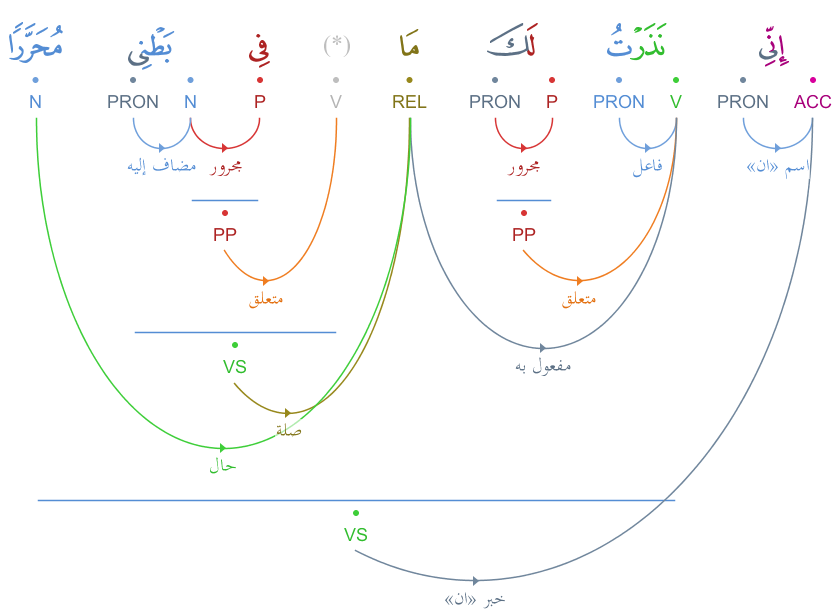 إِنِّي نَذَرْتُ لَكَ مَا (*) فِي بَطْنِي مُحَرَّرًا
ACC PRON V PRON P PRON REL V P N PRON N
اسم «ان» فاعل مجرور مجرور مضاف إليه
PP PP
متعلق متعلق
VS
مفعول به
صلة
حال
VS
خبر «ان»